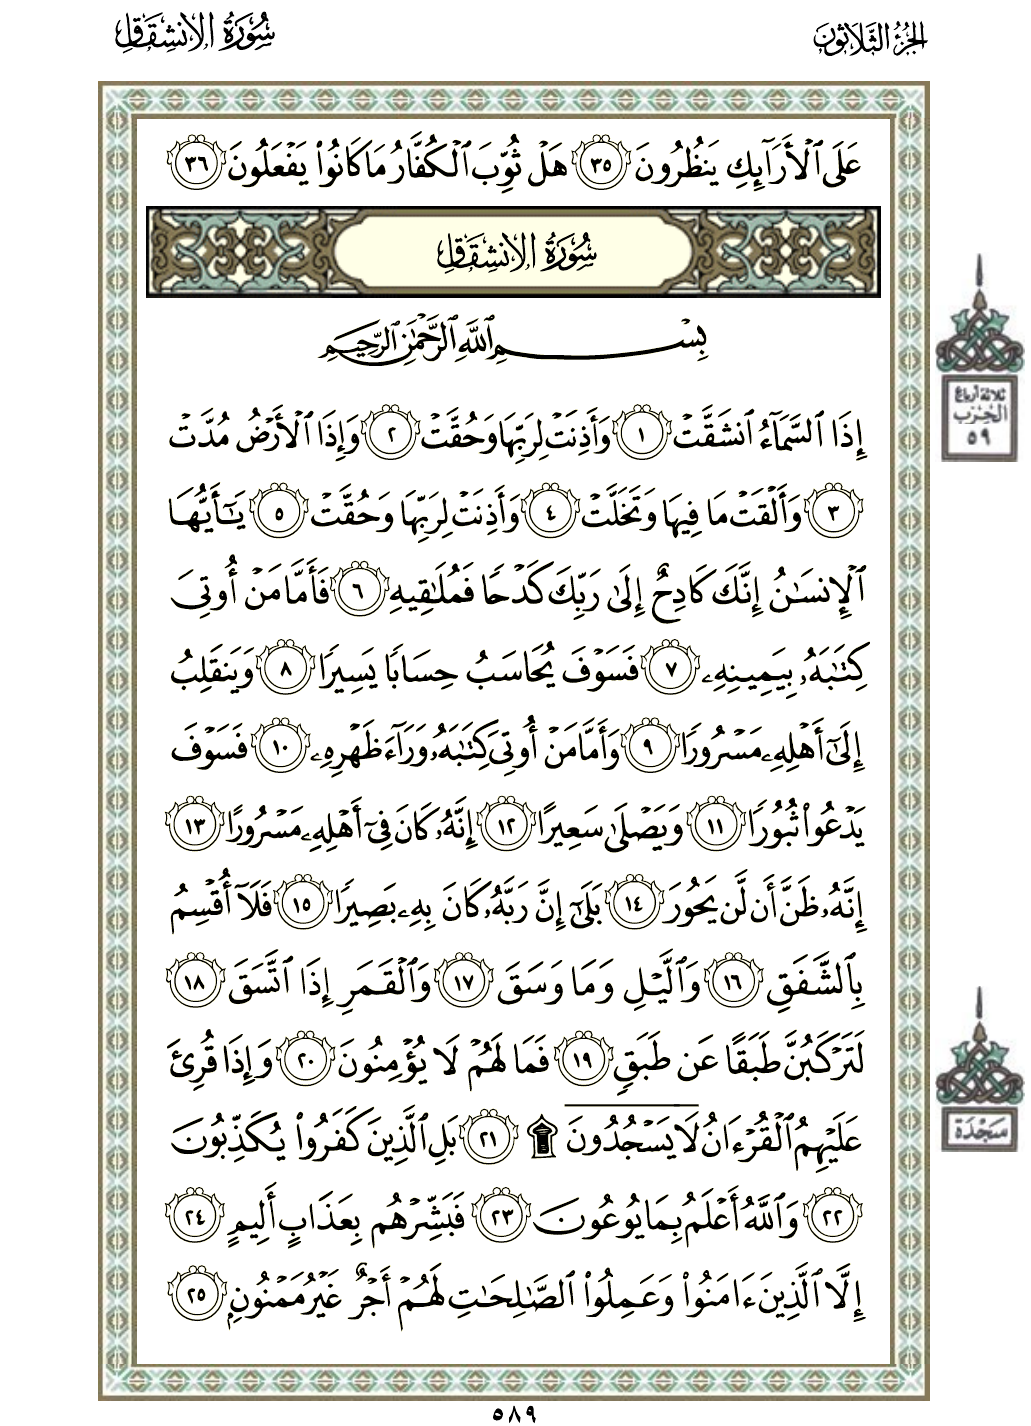 الجزء الثلاثون
سورة الانشقاق
عَلَى ٱلْأَرَآئِكِ يَنظُرُونَ ٣٥ هَلْ ثُوِّبَ ٱلْكُفَّارُ مَا كَانُوا۟ يَفْعَلُونَ ٣٦
سُورَةُ الانشِقَاقِ
بِسْمِ ٱللَّهِ ٱلرَّحْمَٰنِ ٱلرَّحِيمِ
إِذَا ٱلسَّمَآءُ ٱنشَقَّتْ ١ وَأَذِنَتْ لِرَبِّهَا وَحُقَّتْ ٢ وَإِذَا ٱلْأَرْضُ مُدَّتْ
٣ وَأَلْقَتْ مَا فِيهَا وَتَخَلَّتْ ٤ وَأَذِنَتْ لِرَبِّهَا وَحُقَّتْ ٥ يَٰٓأَيُّهَا
ٱلْإِنسَٰنُ إِنَّكَ كَادِحٌ إِلَىٰ رَبِّكَ كَدْحًا فَمُلَٰقِيهِ ٦ فَأَمَّا مَنْ أُوتِىَ
كِتَٰبَهُۥ بِيَمِينِهِۦ ٧ فَسَوْفَ يُحَاسَبُ حِسَابًا يَسِيرًا ٨ وَيَنقَلِبُ
إِلَىٰٓ أَهْلِهِۦ مَسْرُورًا ٩ وَأَمَّا مَنْ أُوتِىَ كِتَٰبَهُۥ وَرَآءَ ظَهْرِهِۦ ١٠ فَسَوْفَ
يَدْعُوا۟ ثُبُورًا ١١ وَيَصْلَىٰ سَعِيرًا ١٢ إِنَّهُۥ كَانَ فِىٓ أَهْلِهِۦ مَسْرُورًا ١٣
إِنَّهُۥ ظَنَّ أَن لَّن يَحُورَ ١٤ بَلَىٰٓ إِنَّ رَبَّهُۥ كَانَ بِهِۦ بَصِيرًا ١٥ فَلَآ أُقْسِمُ
بِٱلشَّفَقِ ١٦ وَٱلَّيْلِ وَمَا وَسَقَ ١٧ وَٱلْقَمَرِ إِذَا ٱتَّسَقَ ١٨
لَتَرْكَبُنَّ طَبَقًا عَن طَبَقٍ ١٩ فَمَا لَهُمْ لَا يُؤْمِنُونَ ٢٠ وَإِذَا قُرِئَ
عَلَيْهِمُ ٱلْقُرْءَانُ لَا يَسْجُدُونَ ۩ ٢١ بَلِ ٱلَّذِينَ كَفَرُوا۟ يُكَذِّبُونَ
٢٢ وَٱللَّهُ أَعْلَمُ بِمَا يُوعُونَ ٢٣ فَبَشِّرْهُم بِعَذَابٍ أَلِيمٍ ٢٤
إِلَّا ٱلَّذِينَ ءَامَنُوا۟ وَعَمِلُوا۟ ٱلصَّٰلِحَٰتِ لَهُمْ أَجْرٌ غَيْرُ مَمْنُونٍۭ ٢٥
ثلاثة أرباع
الحزب
٥٩
سجدة
٥٨٩